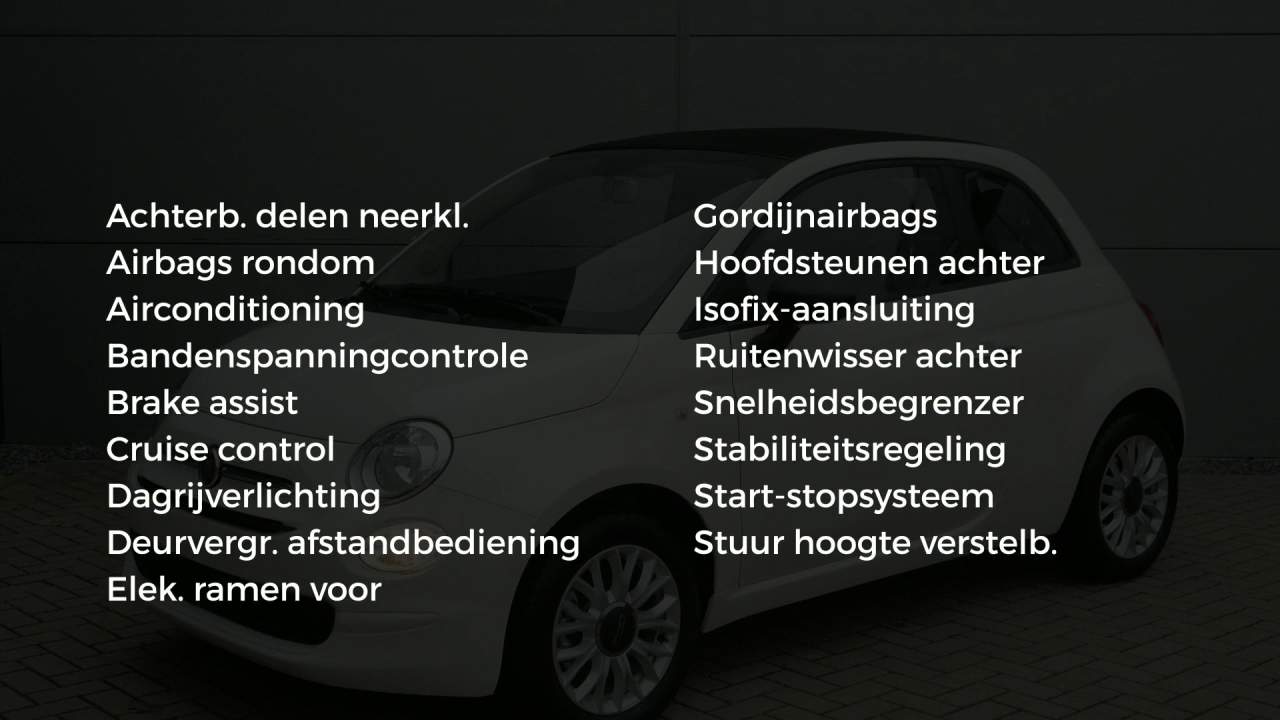 Achterb. delen neerkl.
Airbags rondom
Airconditioning
Bandenspanningcontrole
Brake assist
Cruise control
Dagrijverlichting
Deurvergr. afstandbediening
Elek. ramen voor
Gordijnairbags
Hoofdsteunen achter
Isofix-aansluiting
Ruitenwisser achter
Snelheidsbegrenzer
Stabiliteitsregeling
Start-stopsysteem
Stuur hoogte verstelb.